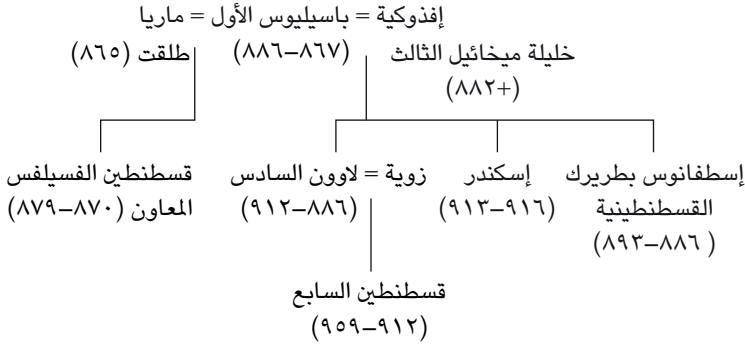 إفذوكية = باسيليوس الأول = ماريا
خليلة ميخائيل الثالث (٨٦٧–٨٨٦) طلقت (٨٦٥)
(+٨٨٢)
إسطفانوس بطريرك إسكندر زوية = لاوون السادس قسطنطين الفسيلفس
القسطنطينية (٩١٦–٩١٣) (٨٨٦–٩١٢) المعاون (٨٧٠–٨٧٩)
(٨٨٦–٨٩٣ )
قسطنطين السابع
(٩١٢–٩٥٩)